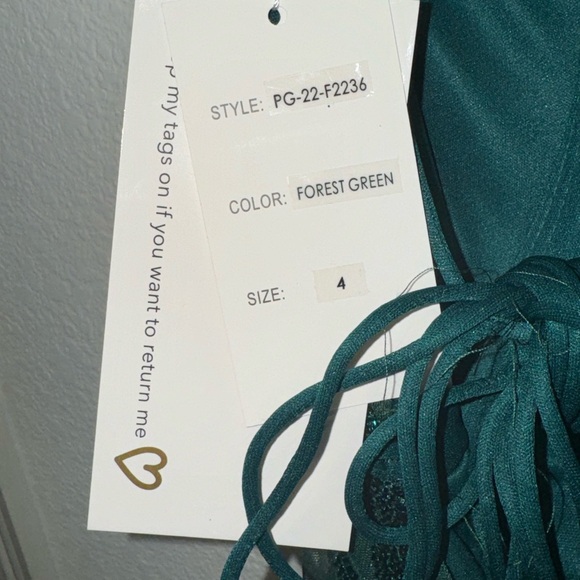 STYLE: PG-22-F2236
COLOR: FOREST GREEN
SIZE: 4
my tags on if you want to return me